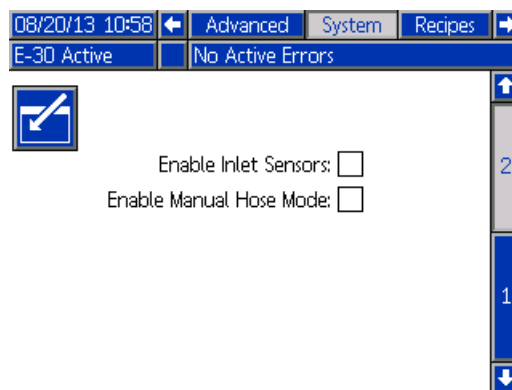 08/20/13 10:58 Advanced System Recipes
E-30 Active No Active Errors
Enable Inlet Sensors:
2
Enable Manual Hose Mode:
1